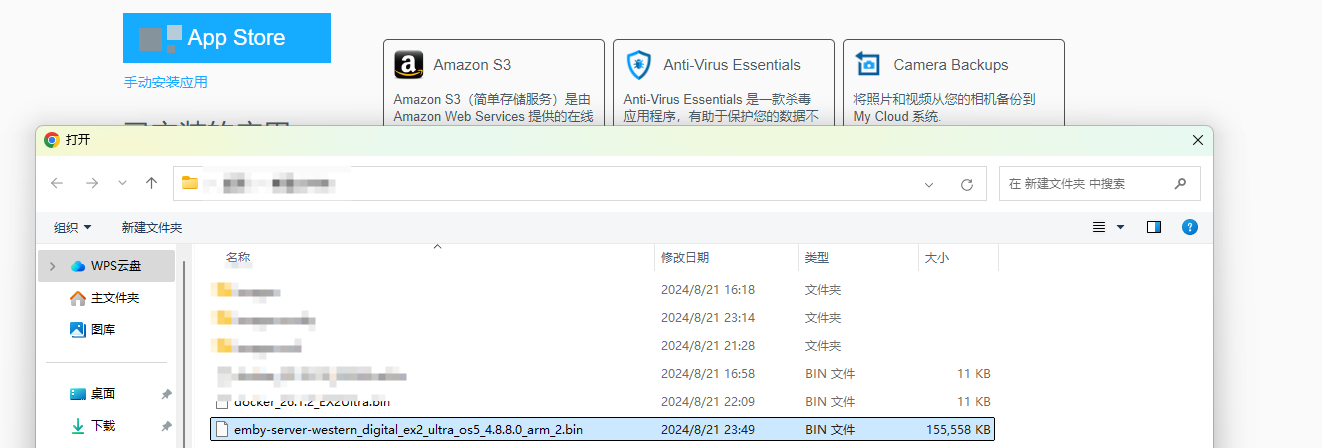 App Store
手动安装应用
Amazon S3
Amazon S3（简单存储服务）是由
Amazon Web Services 提供的在线
Anti-Virus Essentials
Anti-Virus Essentials 是一款杀毒
应用程序，有助于保护您的数据不
Camera Backups
将照片和视频从您的相机备份到
My Cloud 系统.
已安装的应用
打开
在 新建文件夹 中搜索
组织
新建文件夹
WPS云盘
主文件夹
图库
桌面
下载
名称 修改日期 类型 大小
2024/8/21 16:18 文件夹
2024/8/21 23:14 文件夹
2024/8/21 21:28 文件夹
2024/8/21 16:58 BIN 文件 11 KB
docker_26.1.2_EX2Ultra.bin 2024/8/21 22:09 BIN 文件 11 KB
emby-server-western_digital_ex2_ultra_os5_4.8.8.0_arm_2.bin 2024/8/21 23:49 BIN 文件 155,558 KB